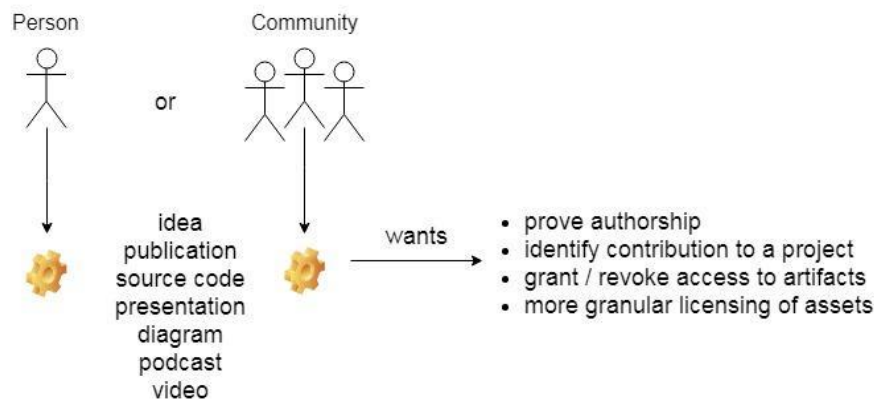 Person
Community
or
idea
publication
source code
presentation
diagram
podcast
video
wants
• prove authorship
• identify contribution to a project
• grant / revoke access to artifacts
• more granular licensing of assets